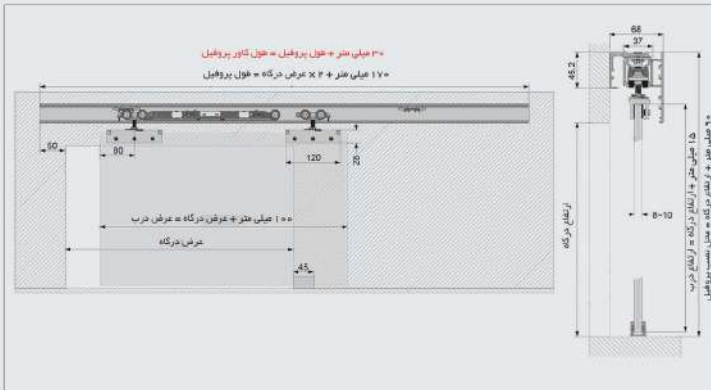 ۳۰ میلی متر + طول پروفیل = طول کاور پروفیل
۱۷۰ میلی متر + ۲ × عرض درگاه = طول پروفیل
50
80
120
26
۱۰۰ میلی متر + عرض درگاه = عرض درب
عرض درگاه
45
68
37
45.2
ارتفاع درگاه
8-10
۱۵ میلی متر + ارتفاع درگاه = ارتفاع درب
۹۰ میلی متر + ارتفاع درگاه = محل نصب پروفیل